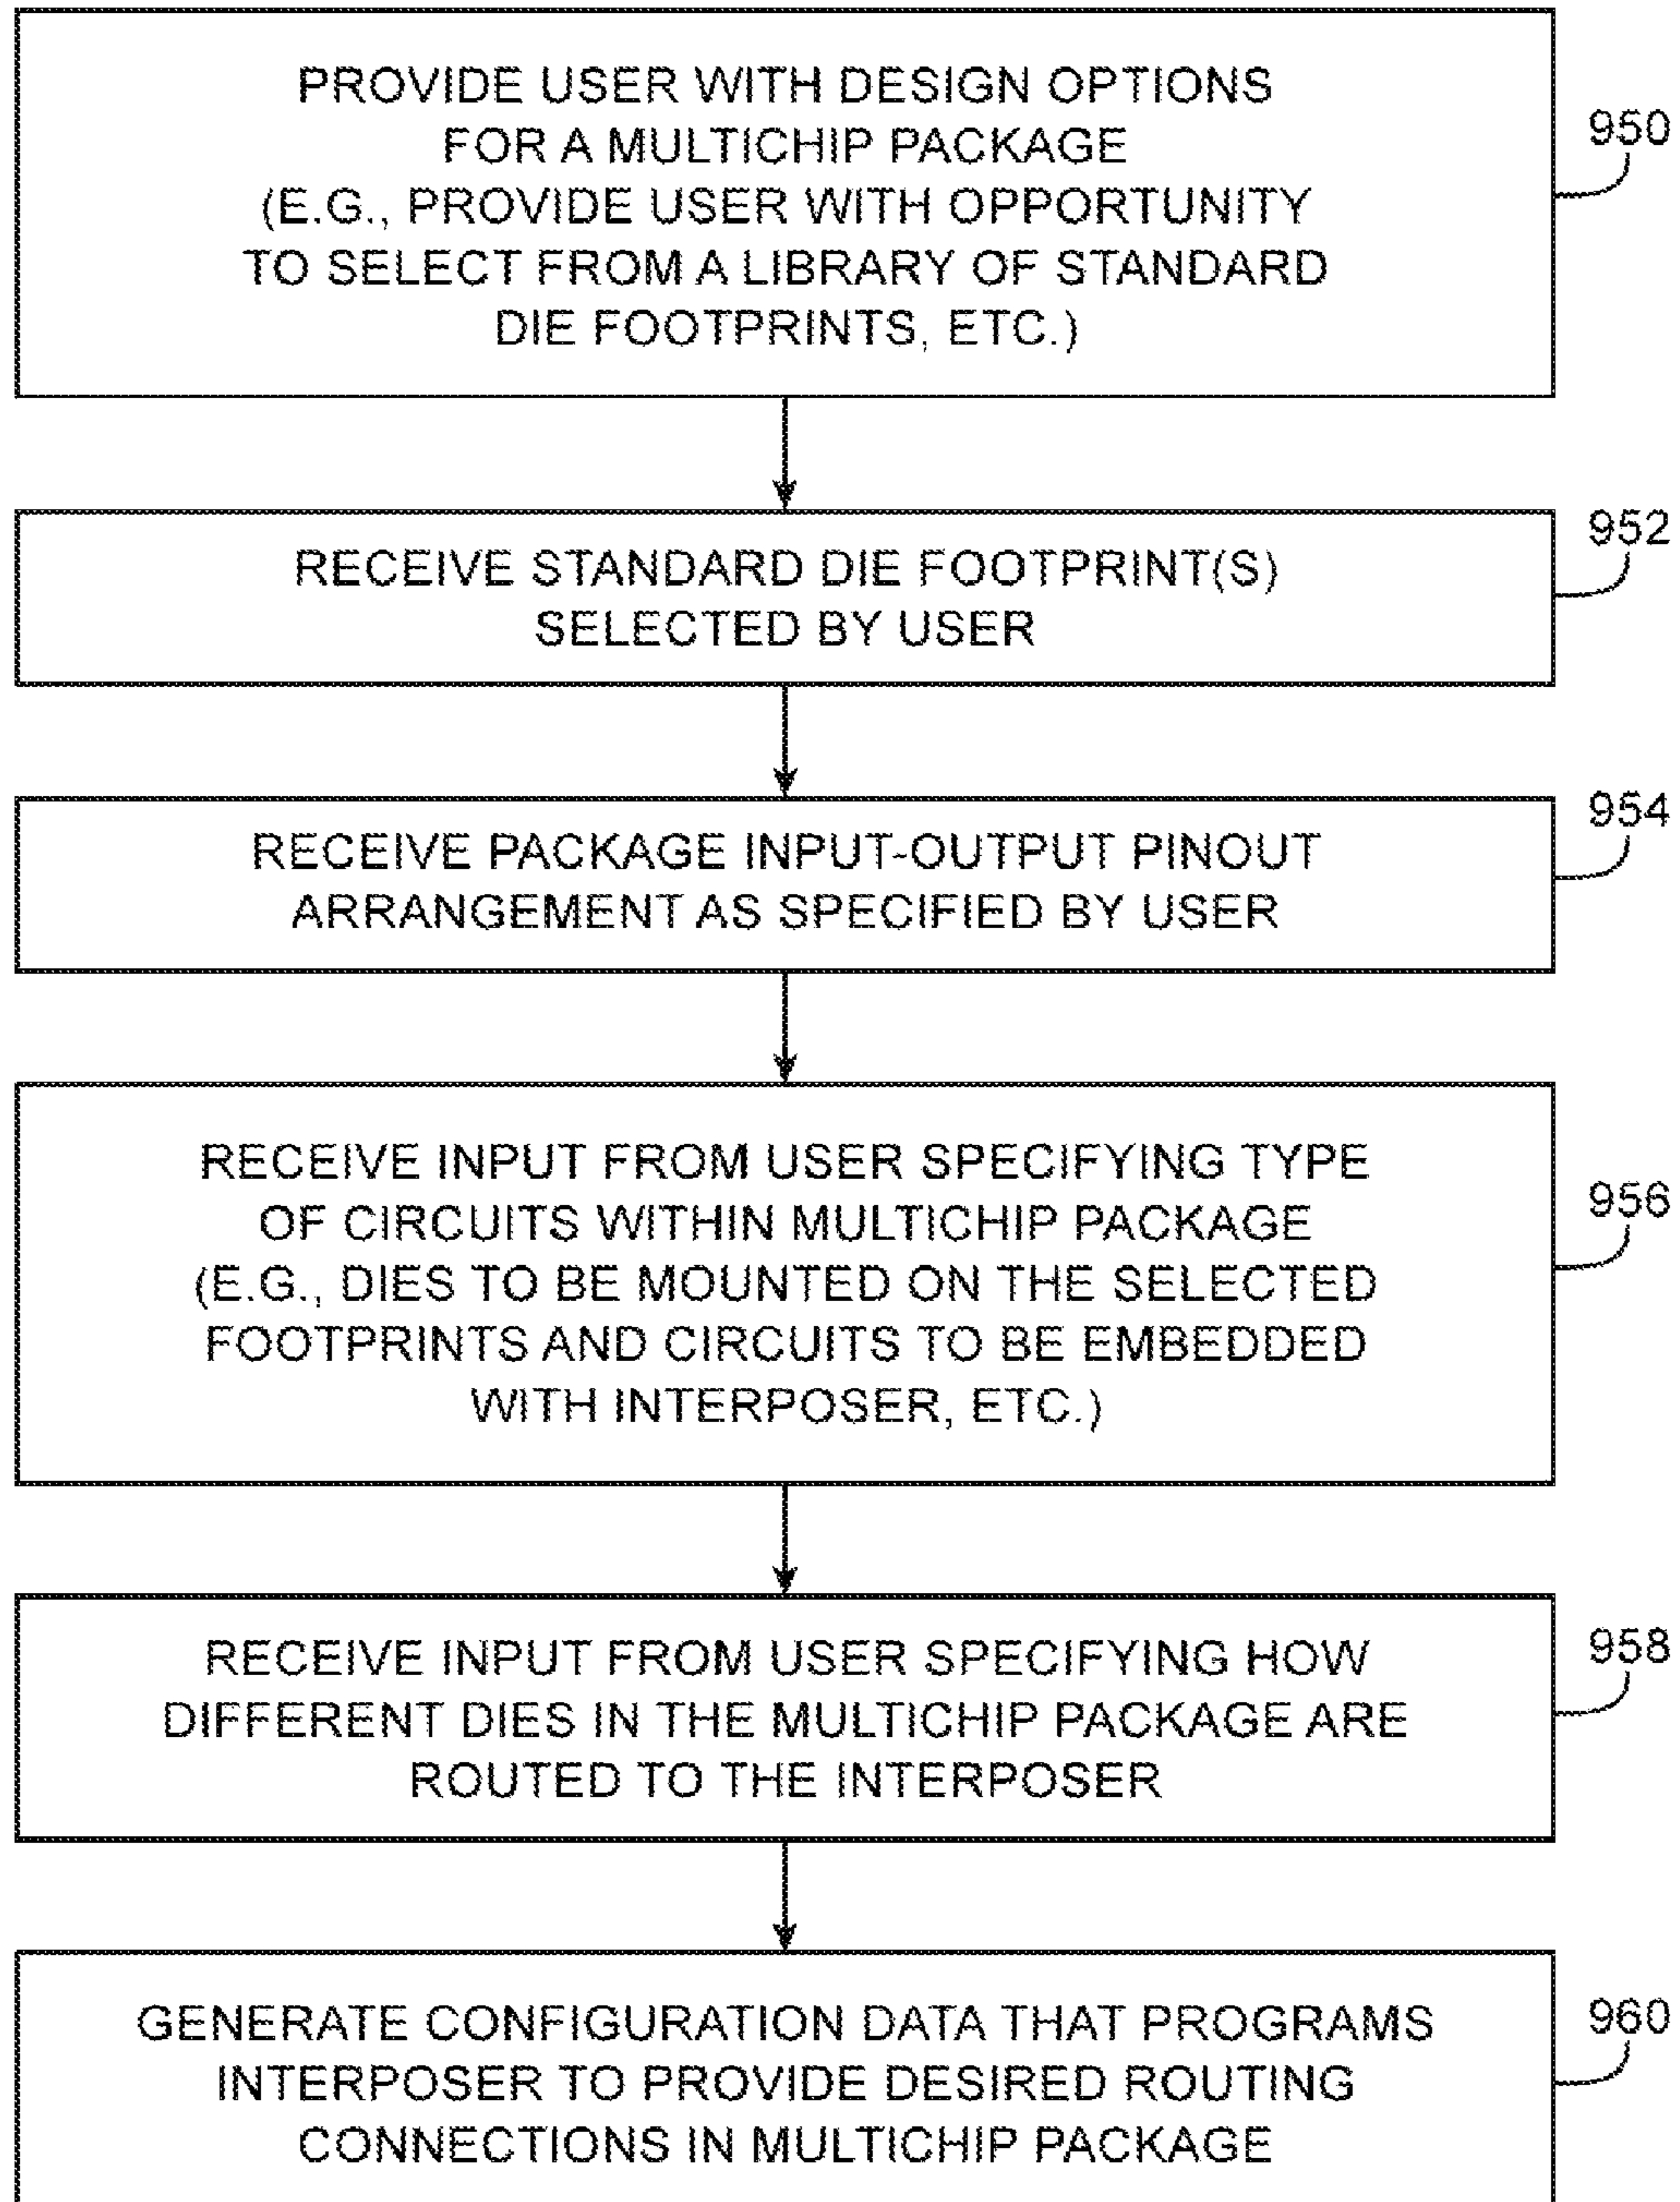 PROVIDE USER WITH DESIGN OPTIONS
FOR A MULTICHIP PACKAGE
(E.G., PROVIDE USER WITH OPPORTUNITY
TO SELECT FROM A LIBRARY OF STANDARD
DIE FOOTPRINTS, ETC.)
950
RECEIVE STANDARD DIE FOOTPRINT(S)
SELECTED BY USER
952
RECEIVE PACKAGE INPUT-OUTPUT PINOUT
ARRANGEMENT AS SPECIFIED BY USER
954
RECEIVE INPUT FROM USER SPECIFYING TYPE
OF CIRCUITS WITHIN MULTICHIP PACKAGE
(E.G., DIES TO BE MOUNTED ON THE SELECTED
FOOTPRINTS AND CIRCUITS TO BE EMBEDDED
WITH INTERPOSER, ETC.)
956
RECEIVE INPUT FROM USER SPECIFYING HOW
DIFFERENT DIES IN THE MULTICHIP PACKAGE ARE
ROUTED TO THE INTERPOSER
958
GENERATE CONFIGURATION DATA THAT PROGRAMS
INTERPOSER TO PROVIDE DESIRED ROUTING
CONNECTIONS IN MULTICHIP PACKAGE
960